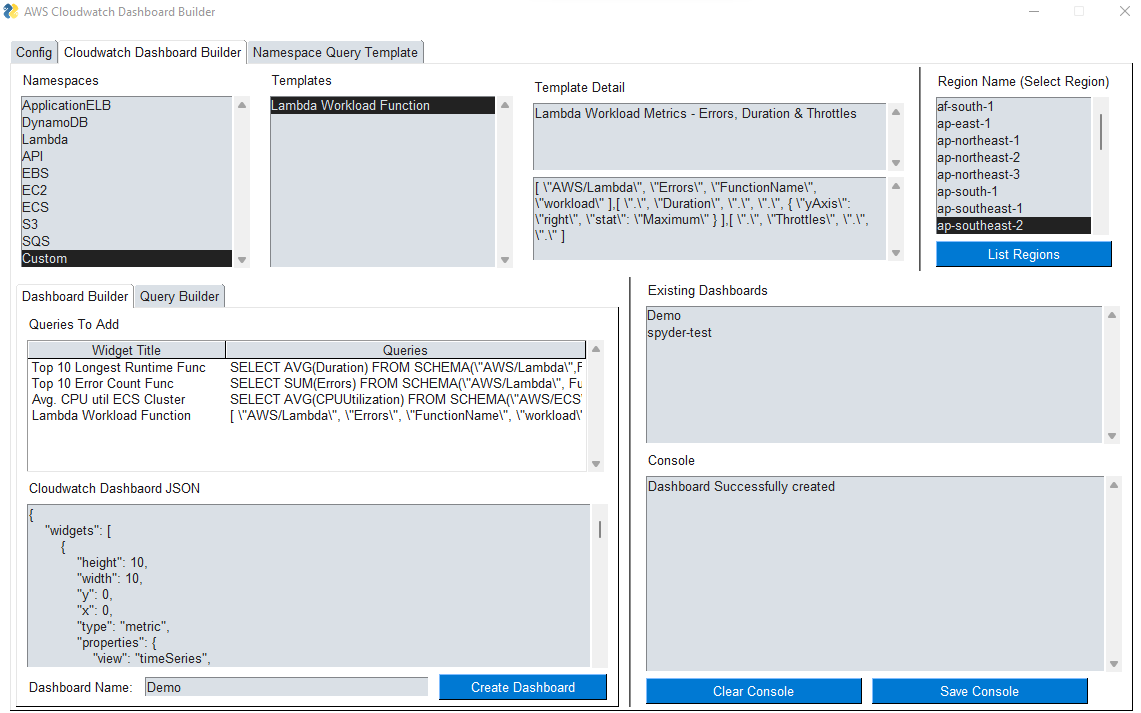 AWS Cloudwatch Dashboard Builder
Config
Cloudwatch Dashboard Builder
Namespace Query Template
Namespaces
ApplicationELB
DynamoDB
Lambda
API
EBS
EC2
ECS
S3
SQS
Custom
Templates
Lambda Workload Function
Template Detail
Lambda Workload Metrics - Errors, Duration & Throttles
[ \"AWS/Lambda\", \"Errors\", \"FunctionName\",
\"workload\" ],[ \".\", \"Duration\", \".\", \".\", { \"yAxis\":
\"right\", \"stat\": \"Maximum\" } ],[ \".\", \"Throttles\", \".\",
\".\" ]
Region Name (Select Region)
af-south-1
ap-east-1
ap-northeast-1
ap-northeast-2
ap-northeast-3
ap-south-1
ap-southeast-1
ap-southeast-2
List Regions
Dashboard Builder
Query Builder
Queries To Add
Widget Title Queries
Top 10 Longest Runtime Func SELECT AVG(Duration) FROM SCHEMA(\"AWS/Lambda\",F
Top 10 Error Count Func SELECT SUM(Errors) FROM SCHEMA(\"AWS/Lambda\", Fu
Avg. CPU util ECS Cluster SELECT AVG(CPUUtilization) FROM SCHEMA(\"AWS/ECS\
Lambda Workload Function [ \"AWS/Lambda\", \"Errors\", \"FunctionName\", \"workload\"
Cloudwatch Dashbaord JSON
{
"widgets": [
{
"height": 10,
"width": 10,
"y": 0,
"x": 0,
"type": "metric",
"properties": {
"view": "timeSeries",
Dashboard Name:
Demo
Create Dashboard
Existing Dashboards
Demo
spyder-test
Console
Dashboard Successfully created
Clear Console
Save Console